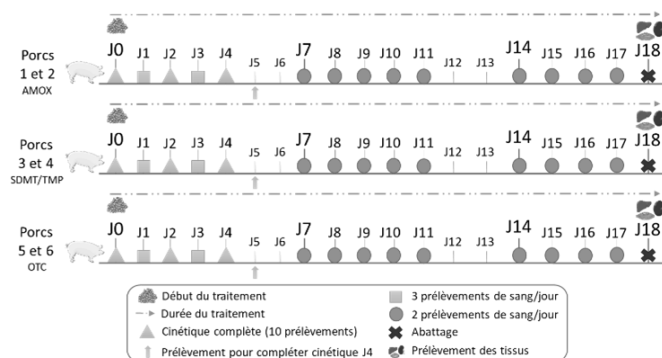 J0 J1 J2 J3 J4 J5 J6 J7 J8 J9 J10 J11 J12 J13 J14 J15 J16 J17 J18
Porcs
1 et 2
AMOX
J0 J1 J2 J3 J4 J5 J6 J7 J8 J9 J10 J11 J12 J13 J14 J15 J16 J17 J18
Porcs
3 et 4
SDMT/TMP
J0 J1 J2 J3 J4 J5 J6 J7 J8 J9 J10 J11 J12 J13 J14 J15 J16 J17 J18
Porcs
5 et 6
OTC
Début du traitement
Durée du traitement
Cinétique complète (10 prélèvements)
Prélèvement pour compléter cinétique J4
3 prélèvements de sang/jour
2 prélèvements de sang/jour
Abattage
Prélèvement des tissus